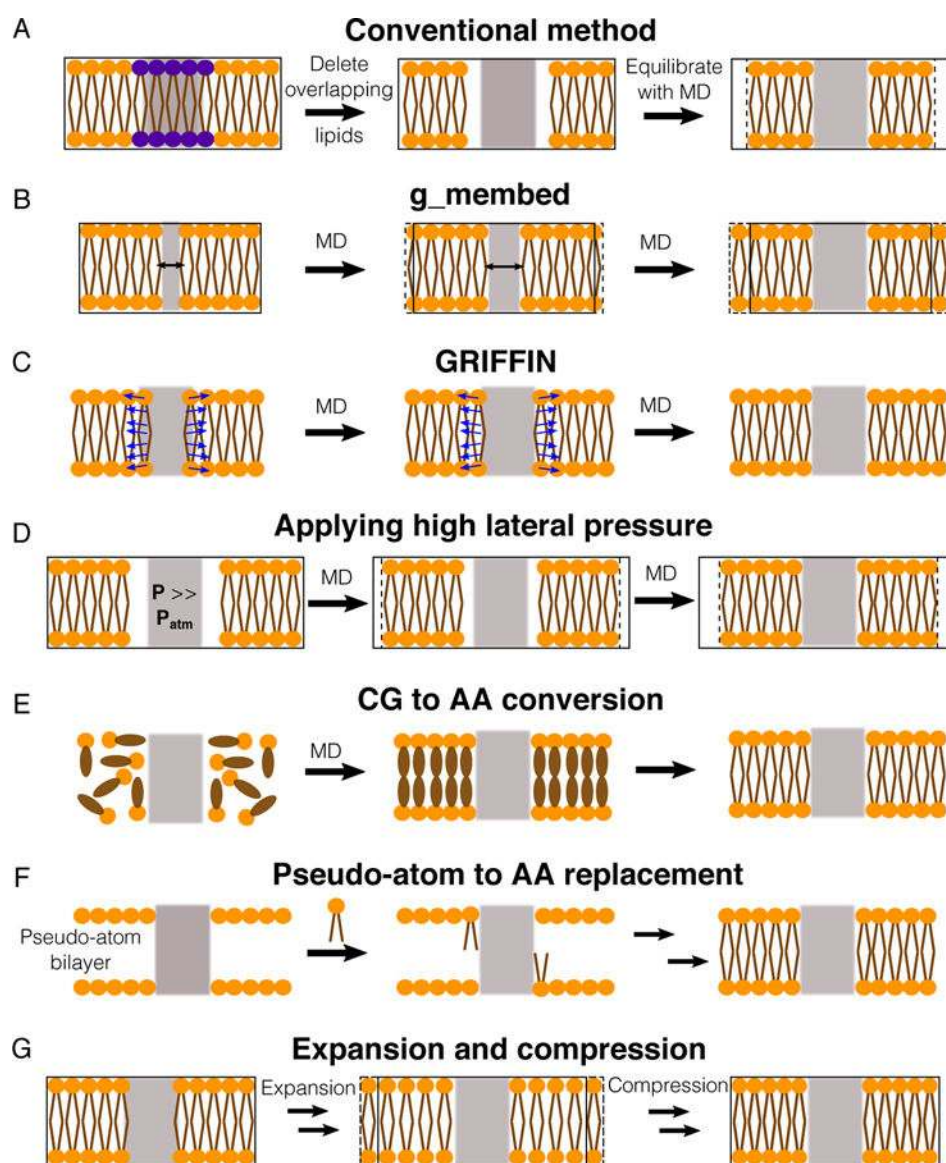 A
Conventional method
Delete
overlapping
lipids
Equilibrate
with MD
B
g_membed
MD
MD
C
GRIFFIN
MD
MD
D
Applying high lateral pressure
P >>
Patm
MD
MD
E
CG to AA conversion
MD
F
Pseudo-atom to AA replacement
Pseudo-atom
bilayer
G
Expansion and compression
Expansion
Compression